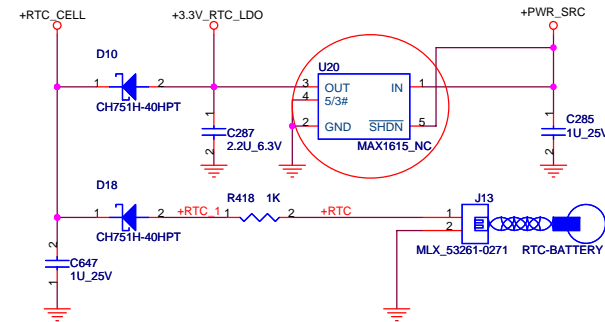 +RTC_CELL +3.3V_RTC_LDO +PWR_SRC
D10 U20
1 2 3 OUT IN 1
4 5/3#
CH751H-40HPT
2 GND SHDN 5
1 C287 2.2U_6.3V 2
MAX1615_NC
1 C285 1U_25V 2
D18
1 2 +RTC_1 1 R418 1K 2 +RTC 1 J13
CH751H-40HPT
2
MLX_53261-0271 RTC-BATTERY
2 C647 1U_25V 1